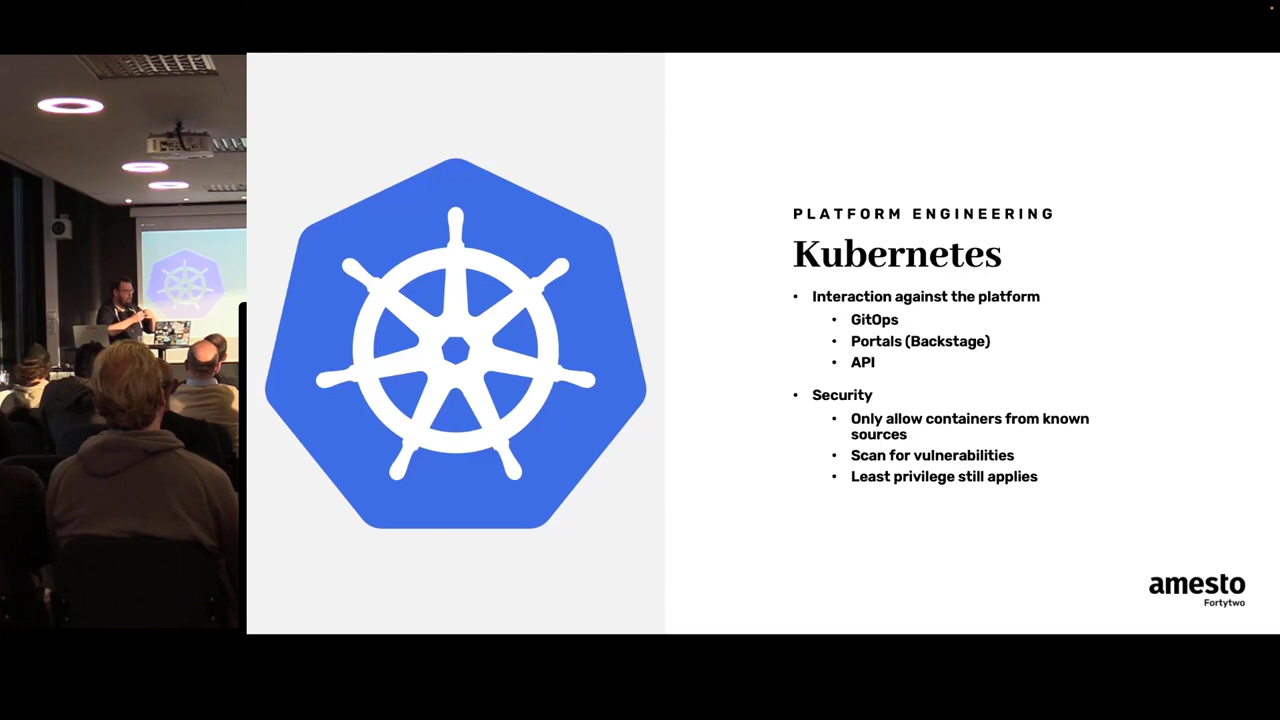 PLATFORM ENGINEERING
Kubernetes
• Interaction against the platform
• GitOps
• Portals (Backstage)
• API
• Security
• Only allow containers from known
sources
• Scan for vulnerabilities
• Least privilege still applies
amesto
Fortytwo